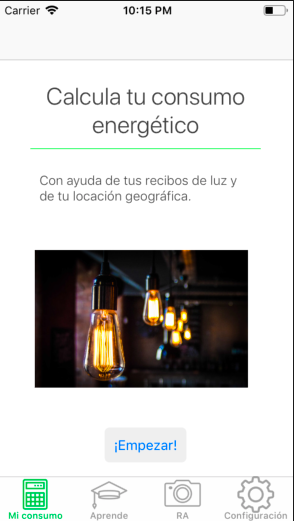 Carrier 10:15 PM
Calcula tu consumo
energético
Con ayuda de tus recibos de luz y
de tu locación geográfica.
¡Empezar!
Mi consumo Aprende RA Configuración